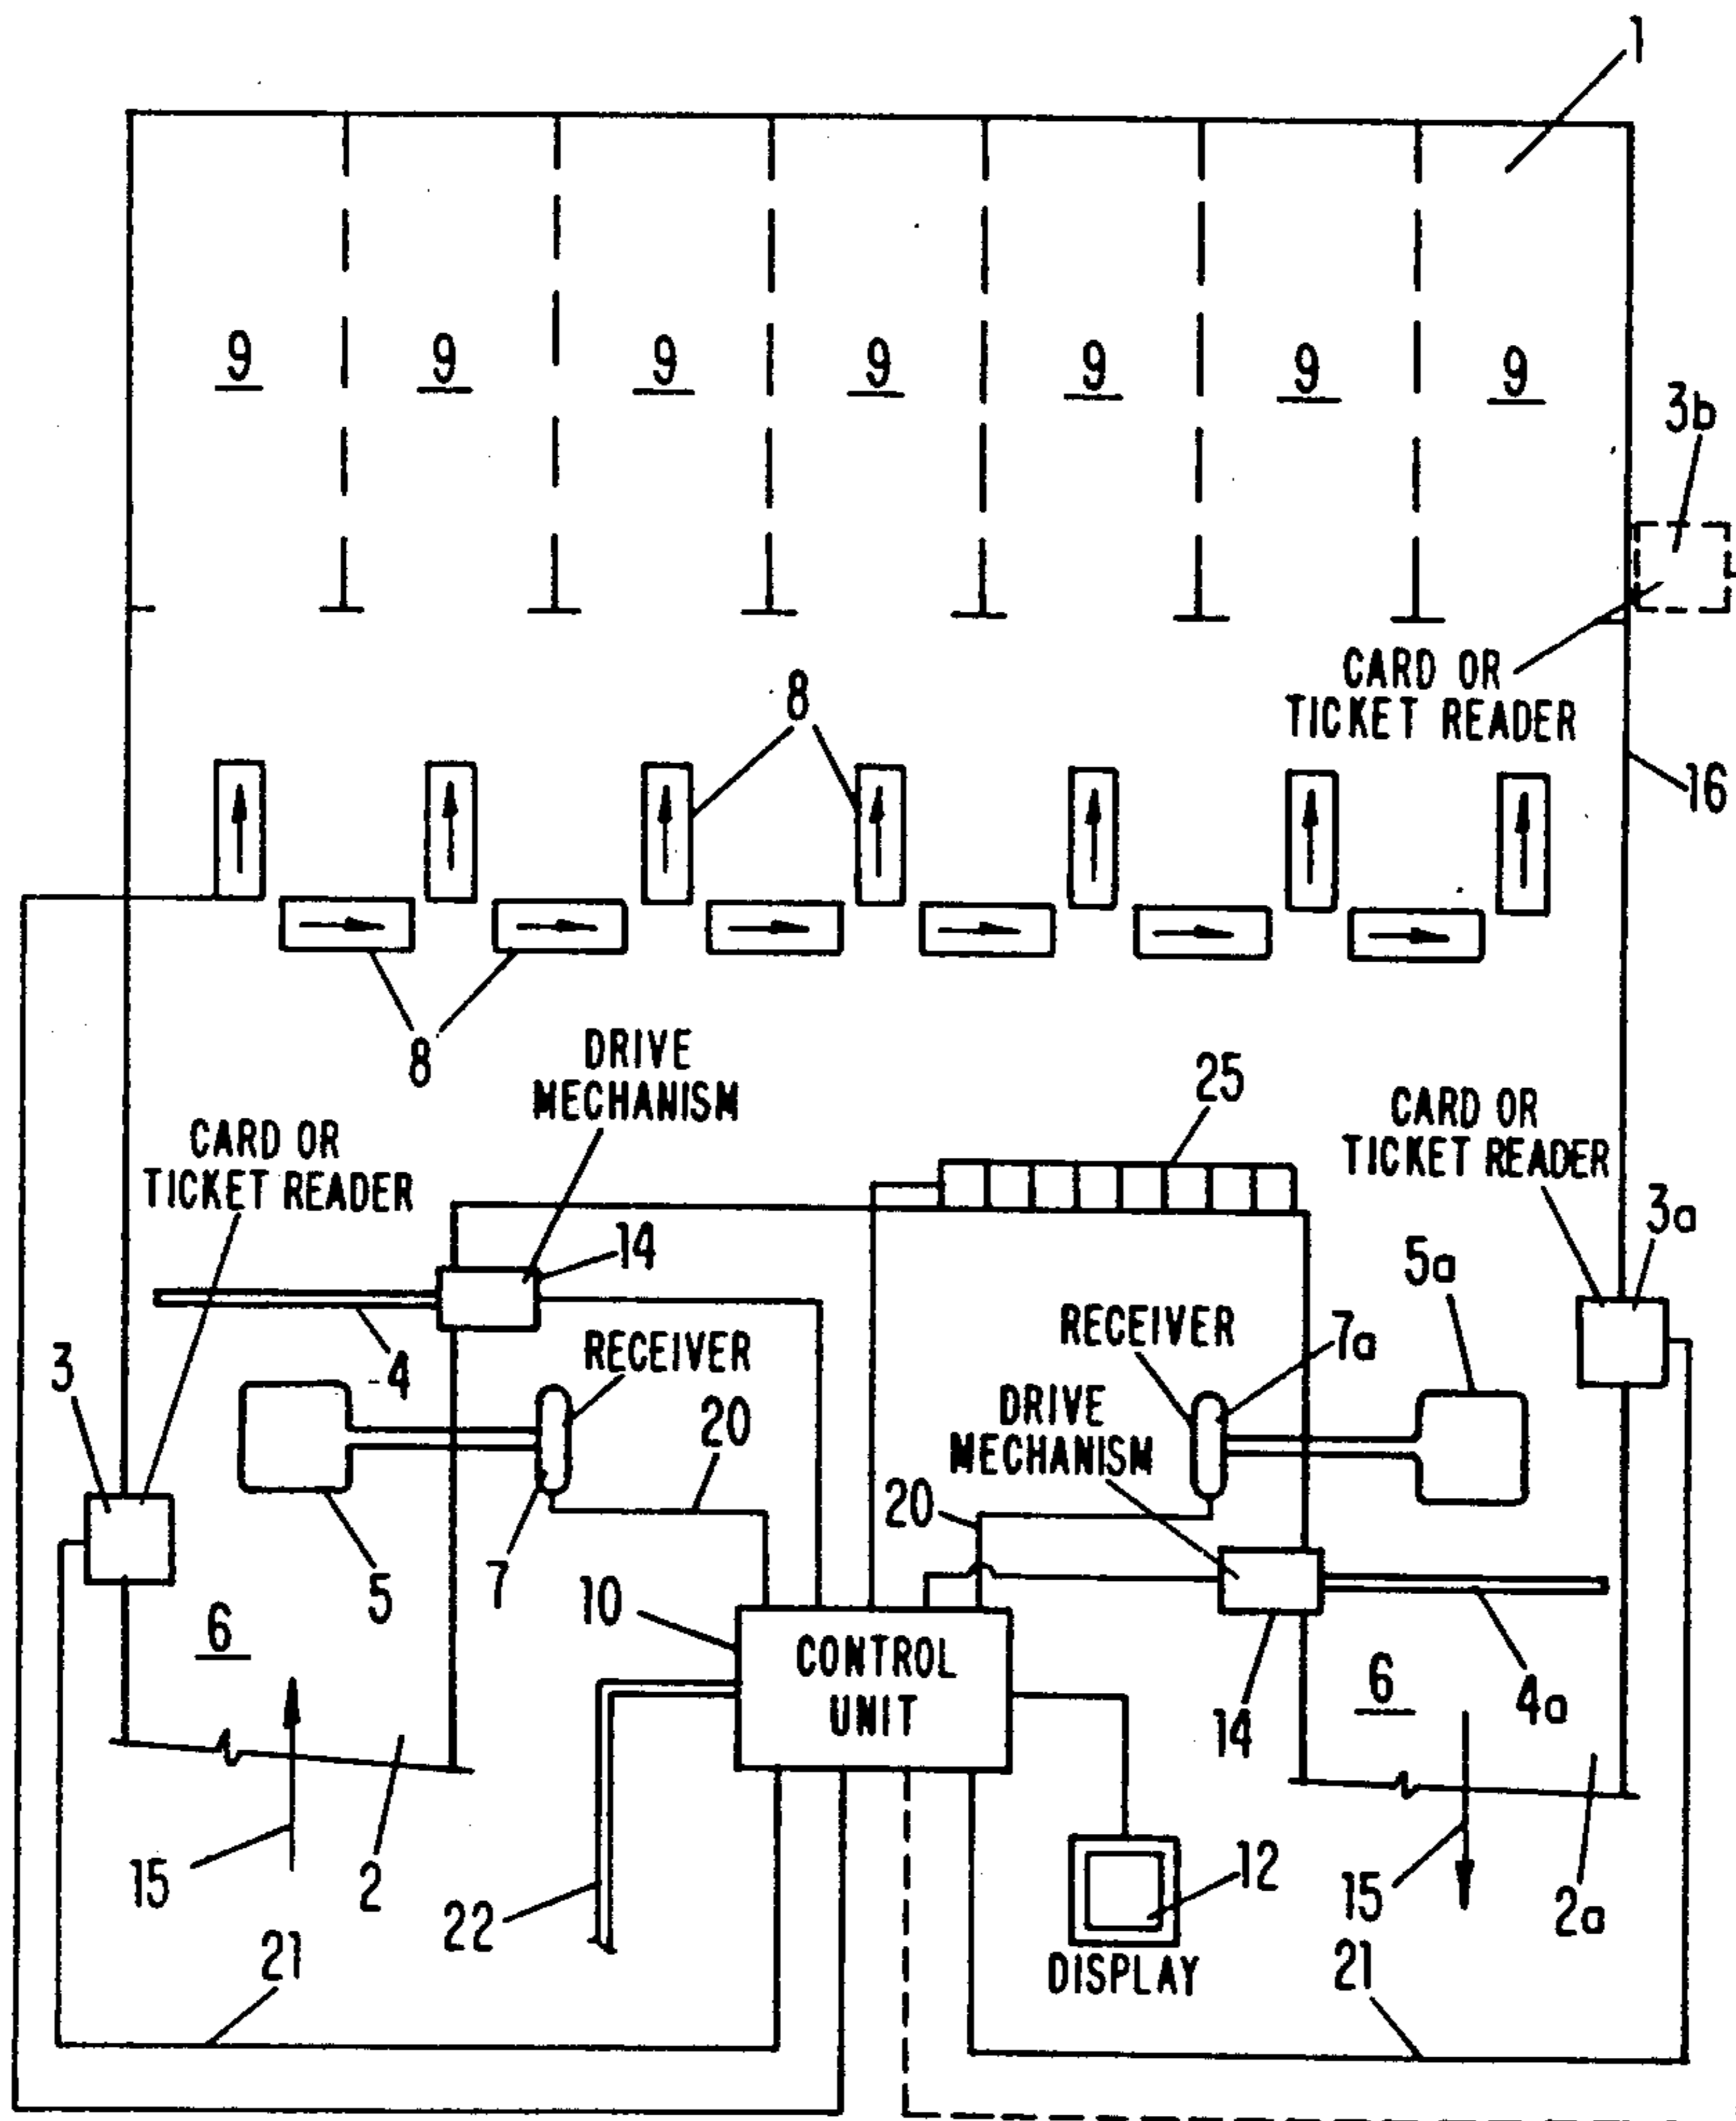 1
9 9 9 9 9 9 9
3b
CARD OR
TICKET READER
8
16
8
DRIVE
MECHANISM
25
CARD OR
TICKET READER
CARD OR
TICKET READER
3a
14
5a
RECEIVER
7a
RECEIVER
3
4
20
DRIVE
MECHANISM
20
5
7
10
6
CONTROL
UNIT
6
14
4a
15
2
22
12
15
2a
21
DISPLAY
21